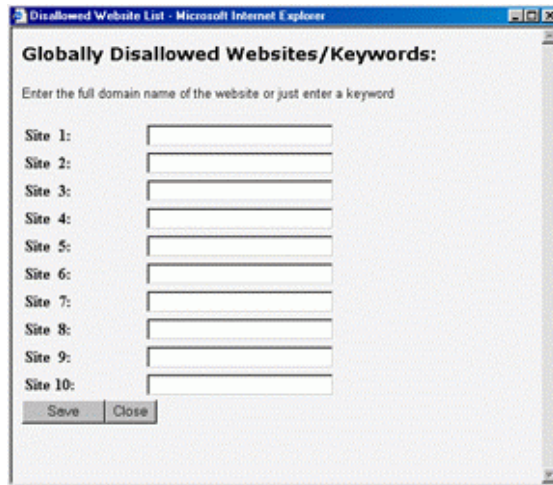 Disallowed Website List - Microsoft Internet Explorer
Globally Disallowed Websites/Keywords:
Enter the full domain name of the website or just enter a keyword
Site 1:
Site 2:
Site 3:
Site 4:
Site 5:
Site 6:
Site 7:
Site 8:
Site 9:
Site 10:
Save Close